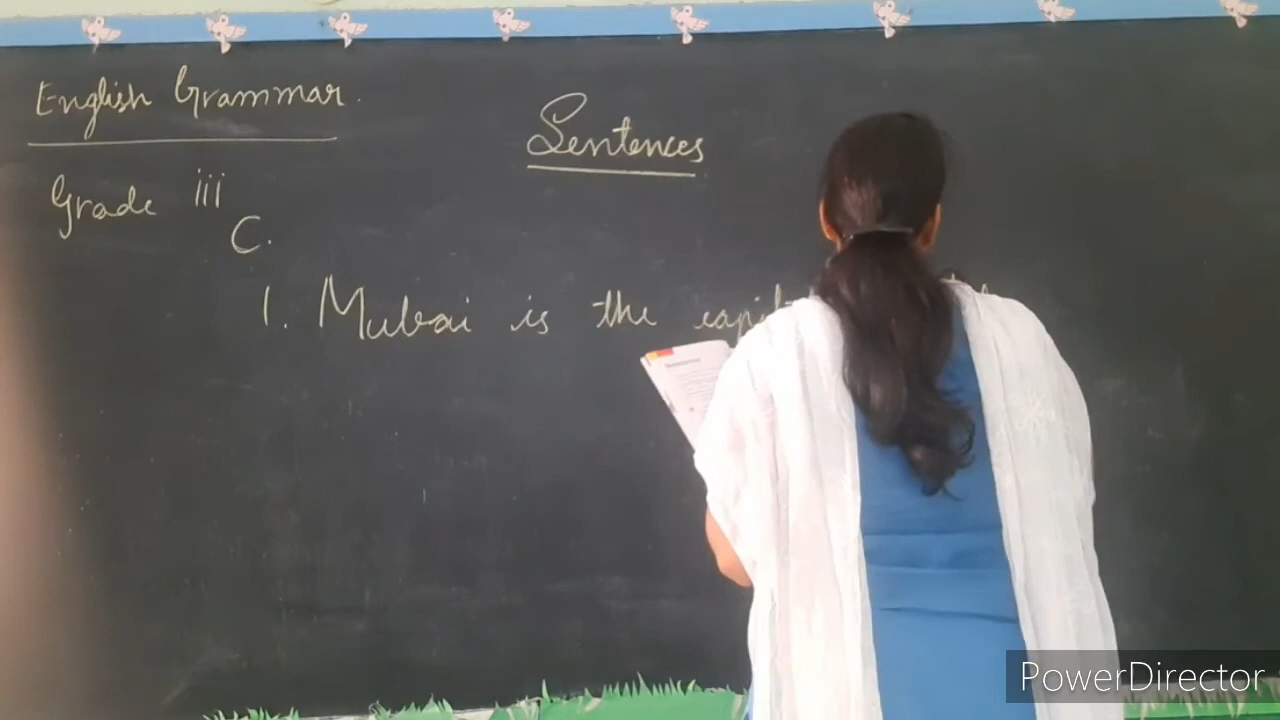 English Grammar.
Sentences
Grade iii
C.
1. Mubai is the
PowerDirector